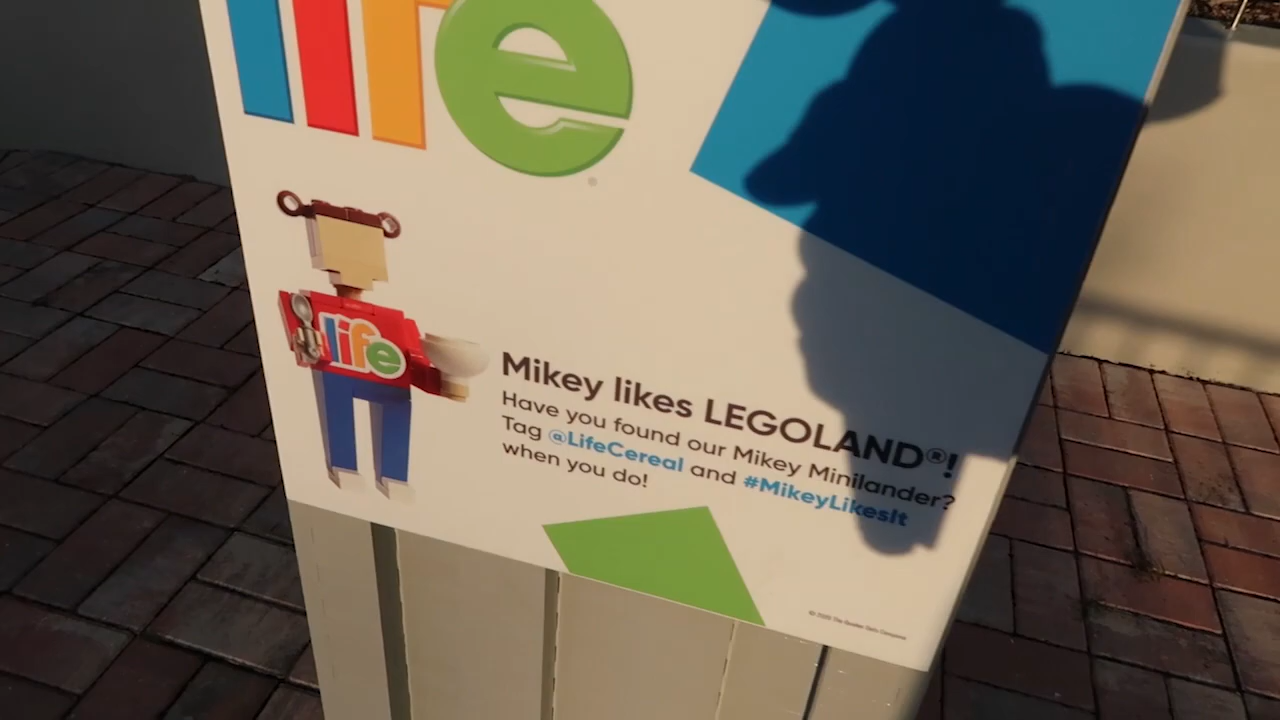 life
life
Mikey likes LEGOLAND®!
Have you found our Mikey Minilander?
Tag @LifeCereal and #MikeyLikesIt
when you do!